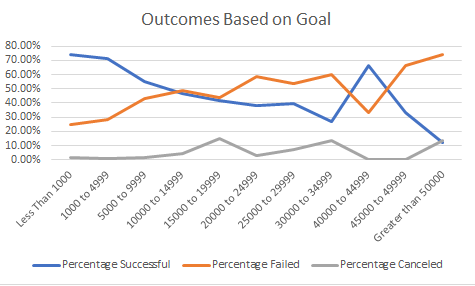 Outcomes Based on Goal
80.00%
70.00%
60.00%
50.00%
40.00%
30.00%
20.00%
10.00%
0.00%
Less Than 1000
1000 to 4999
5000 to 9999
10000 to 14999
15000 to 19999
20000 to 24999
25000 to 29999
30000 to 34999
40000 to 44999
45000 to 49999
Greater than 50000
Percentage Successful Percentage Failed Percentage Canceled